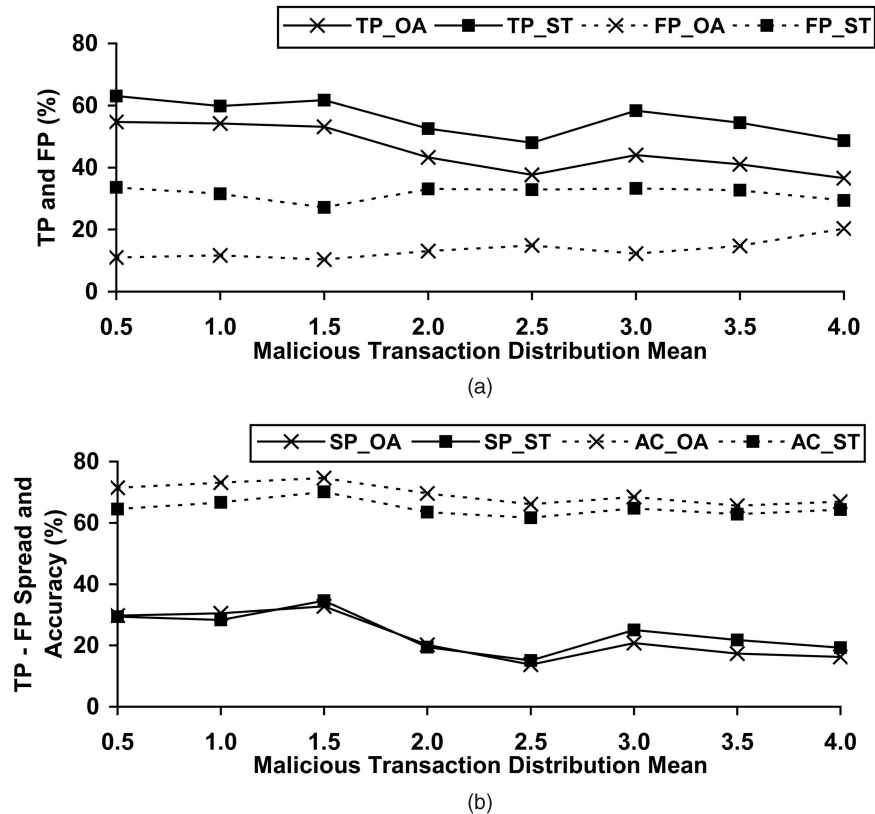 TP_OA TP_ST FP_OA FP_ST
80
60
40
20
0
TP and FP (%)
0.5 1.0 1.5 2.0 2.5 3.0 3.5 4.0
Malicious Transaction Distribution Mean
(a)
SP_OA SP_ST AC_OA AC_ST
80
60
40
20
0
TP - FP Spread and
Accuracy (%)
0.5 1.0 1.5 2.0 2.5 3.0 3.5 4.0
Malicious Transaction Distribution Mean
(b)